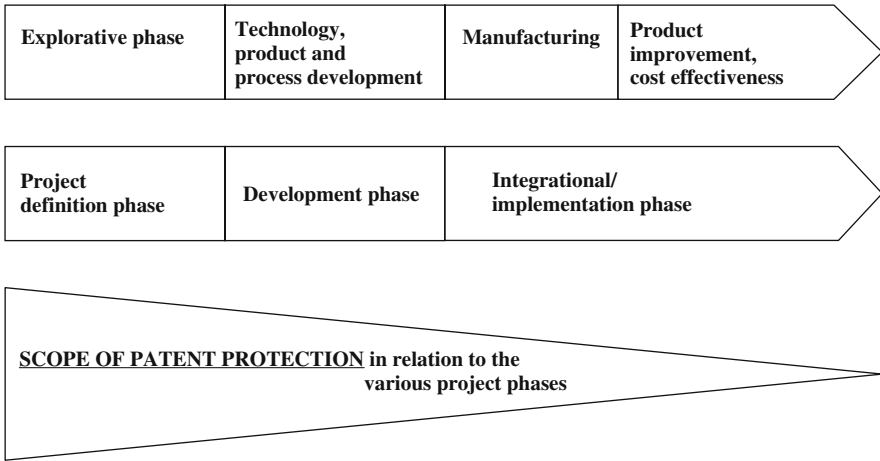 Explorative phase
Technology,
product and
process development
Manufacturing
Product
improvement,
cost effectiveness
Project
definition phase
Development phase
Integrational/
implementation phase
SCOPE OF PATENT PROTECTION in relation to the
various project phases